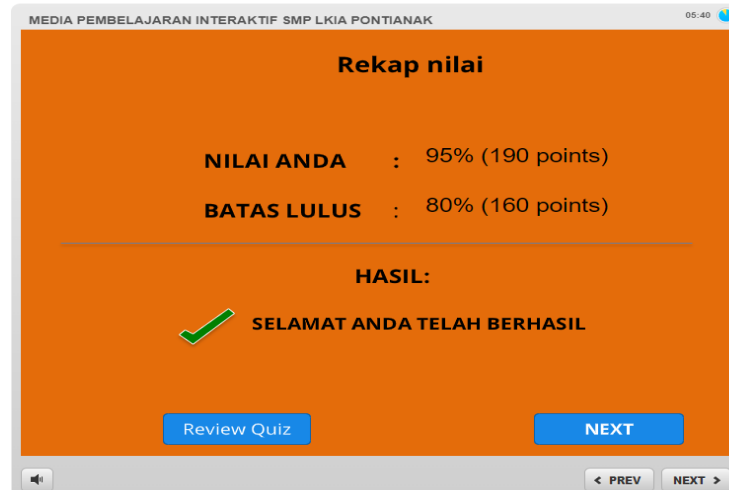 MEDIA PEMBELAJARAN INTERAKTIF SMP LKIA PONTIANAK 05:40
Rekap nilai
NILAI ANDA : 95% (190 points)
BATAS LULUS : 80% (160 points)
HASIL:
SELAMAT ANDA TELAH BERHASIL
Review Quiz NEXT
< PREV NEXT >